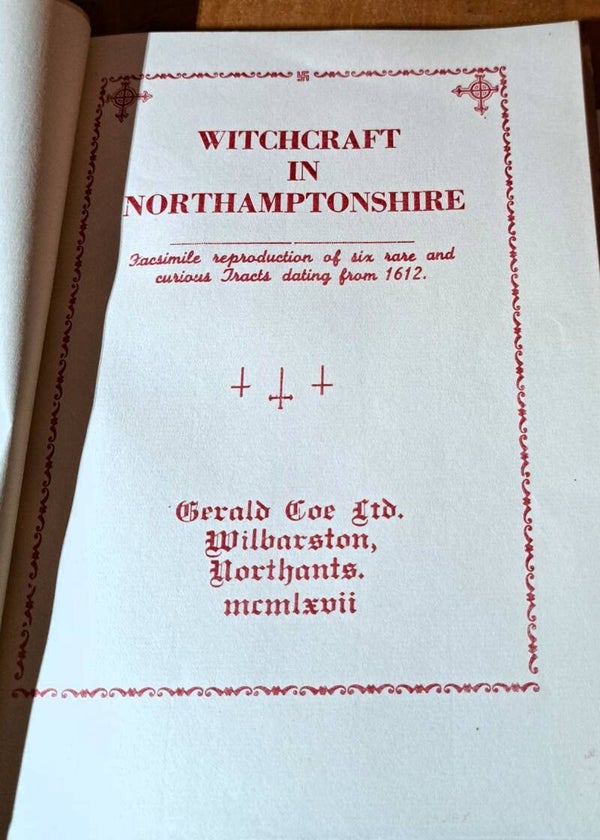 WITCHCRAFT
IN
NORTHAMPTONSHIRE
Facsimile reproduction of six rare and
curious Tracts dating from 1612.
Gerald Coe Ltd.
Wilbarston,
Northants.
mcmlxvii